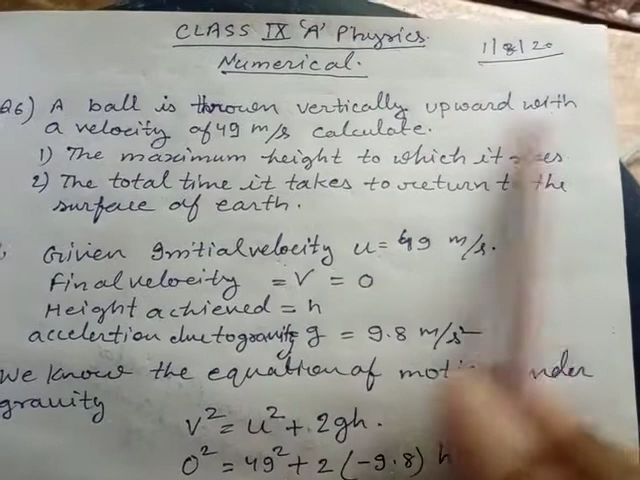 CLASS IX 'A' Physics.
1/8/20
Numerical.
Q6) A ball is thrown vertically upward with
a velocity of 49 m/s calculate.
1) The maximum height to which it
2) The total time it takes to return t the
surface of earth.
Given Initial velocity u = 49 m/s.
Final velocity = V = 0
Height achieved = h
accelertion due to gravity g = 9.8 m/s²
We know the equation of under
gravity
V² = u² + 2gh.
0² = 49² + 2 (-9.8) h